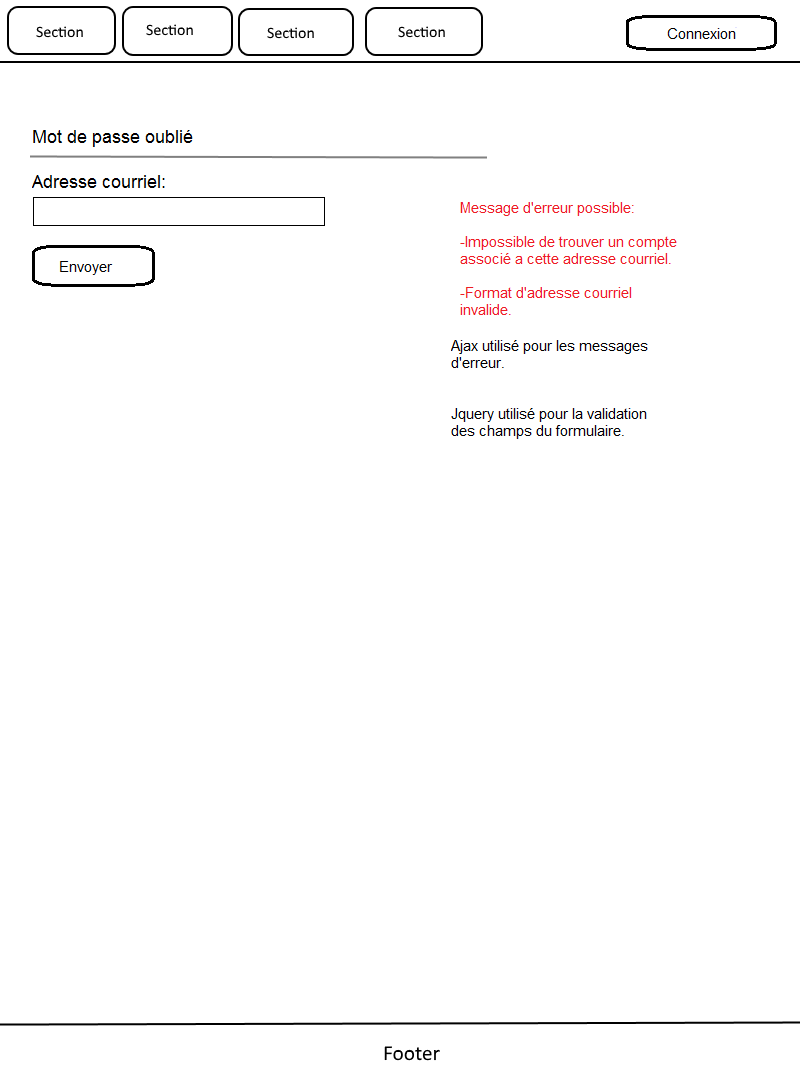 Section
Section
Section
Section
Connexion
Mot de passe oublié
Adresse courriel:
Envoyer
Message d'erreur possible:
-Impossible de trouver un compte
associé a cette adresse courriel.
-Format d'adresse courriel
invalide.
Ajax utilisé pour les messages
d'erreur.
Jquery utilisé pour la validation
des champs du formulaire.
Footer